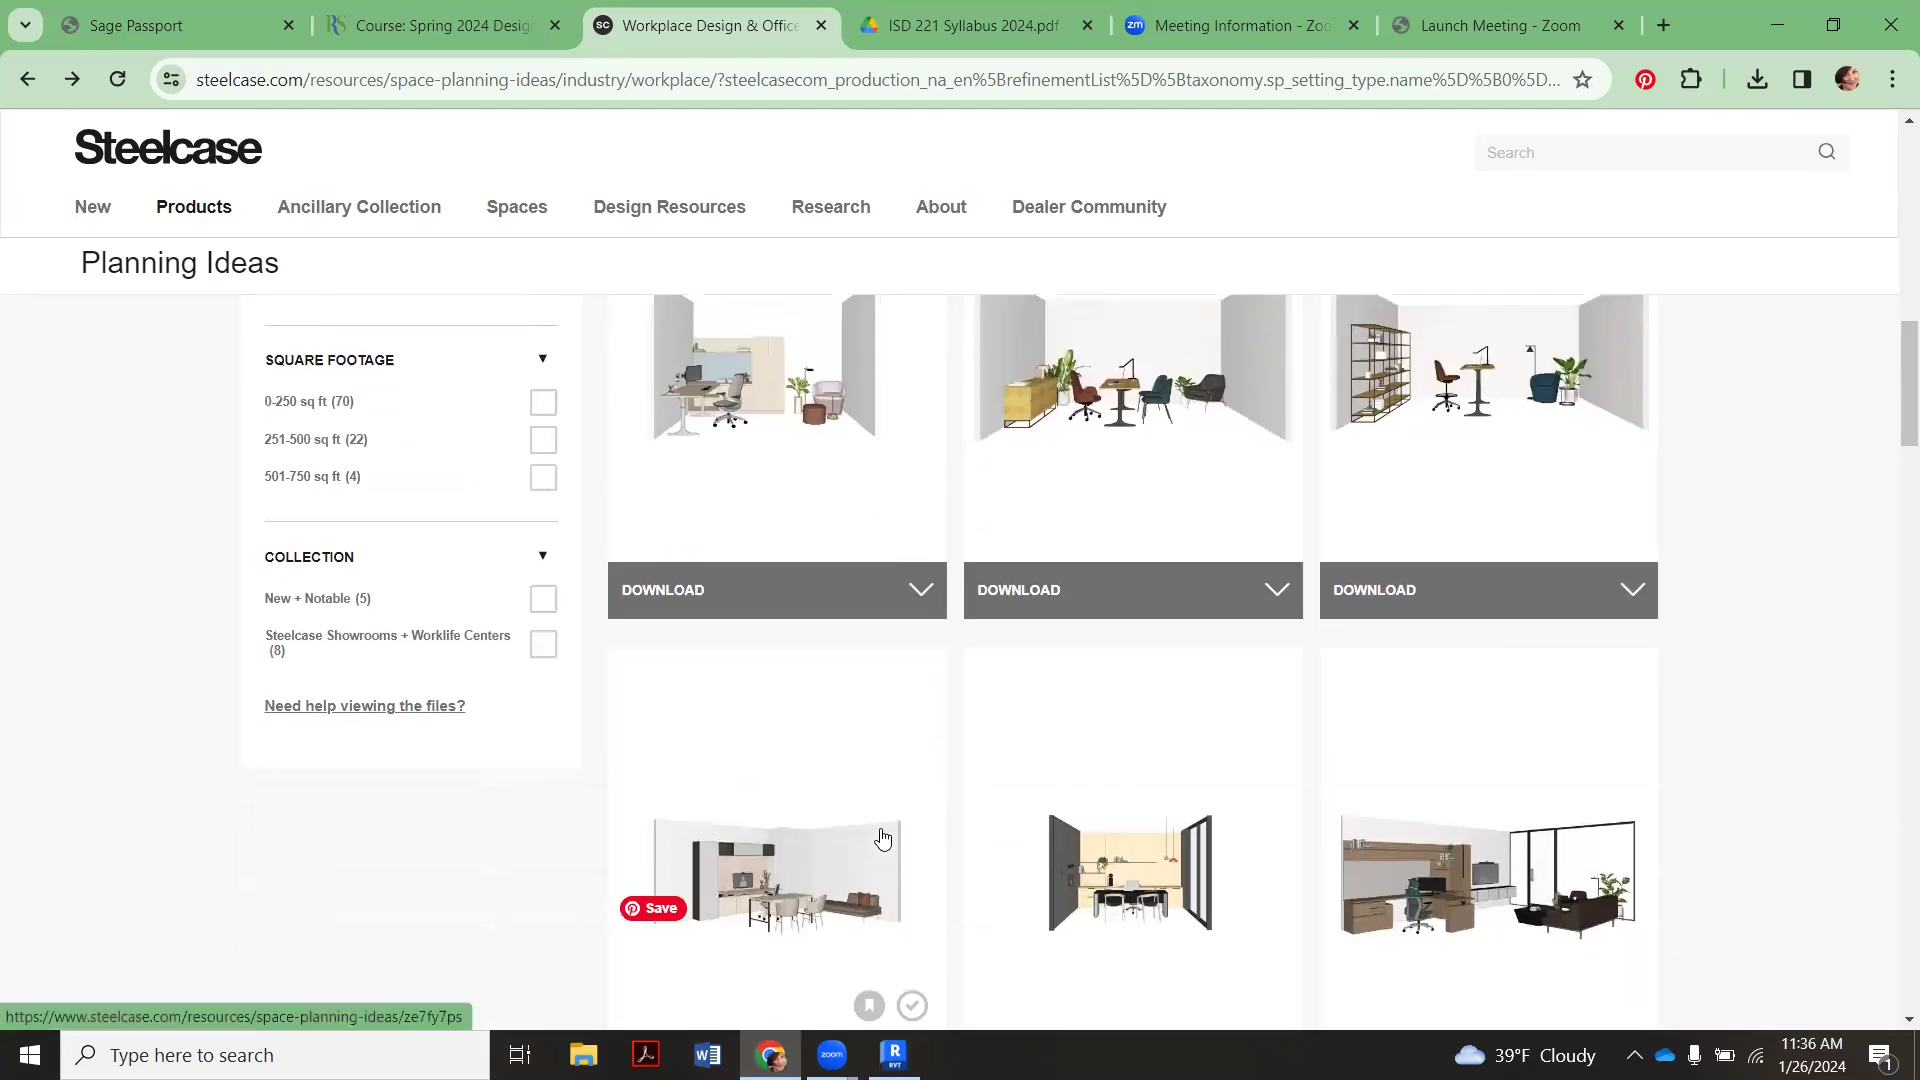 Sage Passport
Course: Spring 2024 Desig
Workplace Design & Office
ISD 221 Syllabus 2024.pdf
Meeting Information - Zoo
Launch Meeting - Zoom
steelcase.com/resources/space-planning-ideas/industry/workplace/?steelcasecom_production_na_en%5BrefinementList%5D%5Btaxonomy.sp_setting_type.name%5D%5B0%5D...
Steelcase
Search
New
Products
Ancillary Collection
Spaces
Design Resources
Research
About
Dealer Community
Planning Ideas
SQUARE FOOTAGE
0-250 sq ft (70)
251-500 sq ft (22)
501-750 sq ft (4)
COLLECTION
New + Notable (5)
Steelcase Showrooms + Worklife Centers
(8)
Need help viewing the files?
DOWNLOAD
DOWNLOAD
DOWNLOAD
Save
https://www.steelcase.com/resources/space-planning-ideas/ze7fy7ps
Type here to search
zoom
R
RVT
39°F Cloudy
11:36 AM
1/26/2024
1